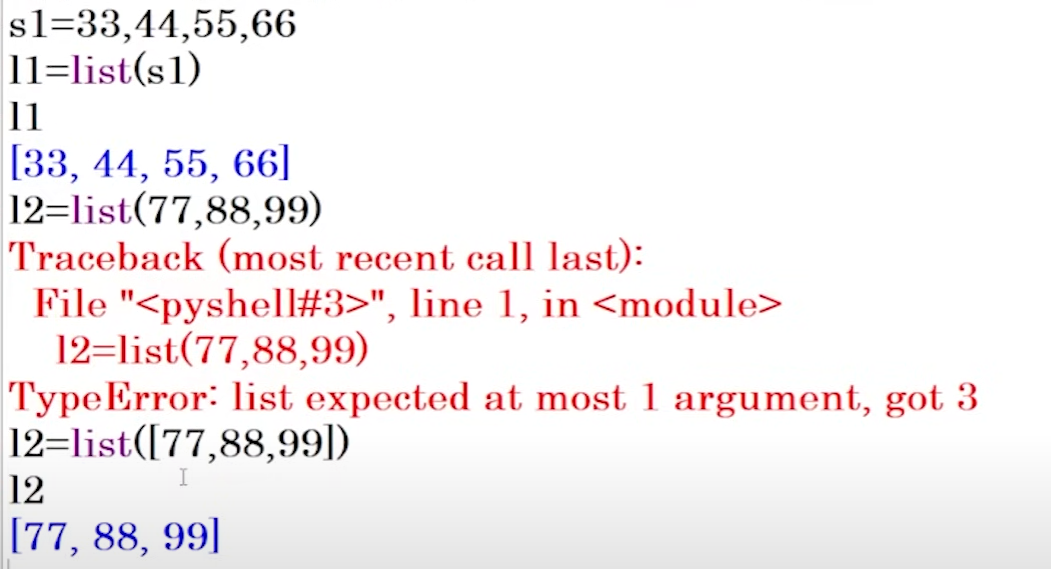 s1=33,44,55,66
l1=list(s1)
l1
[33, 44, 55, 66]
l2=list(77,88,99)
Traceback (most recent call last):
  File "<pyshell#3>", line 1, in <module>
    l2=list(77,88,99)
TypeError: list expected at most 1 argument, got 3
l2=list([77,88,99])
l2
[77, 88, 99]